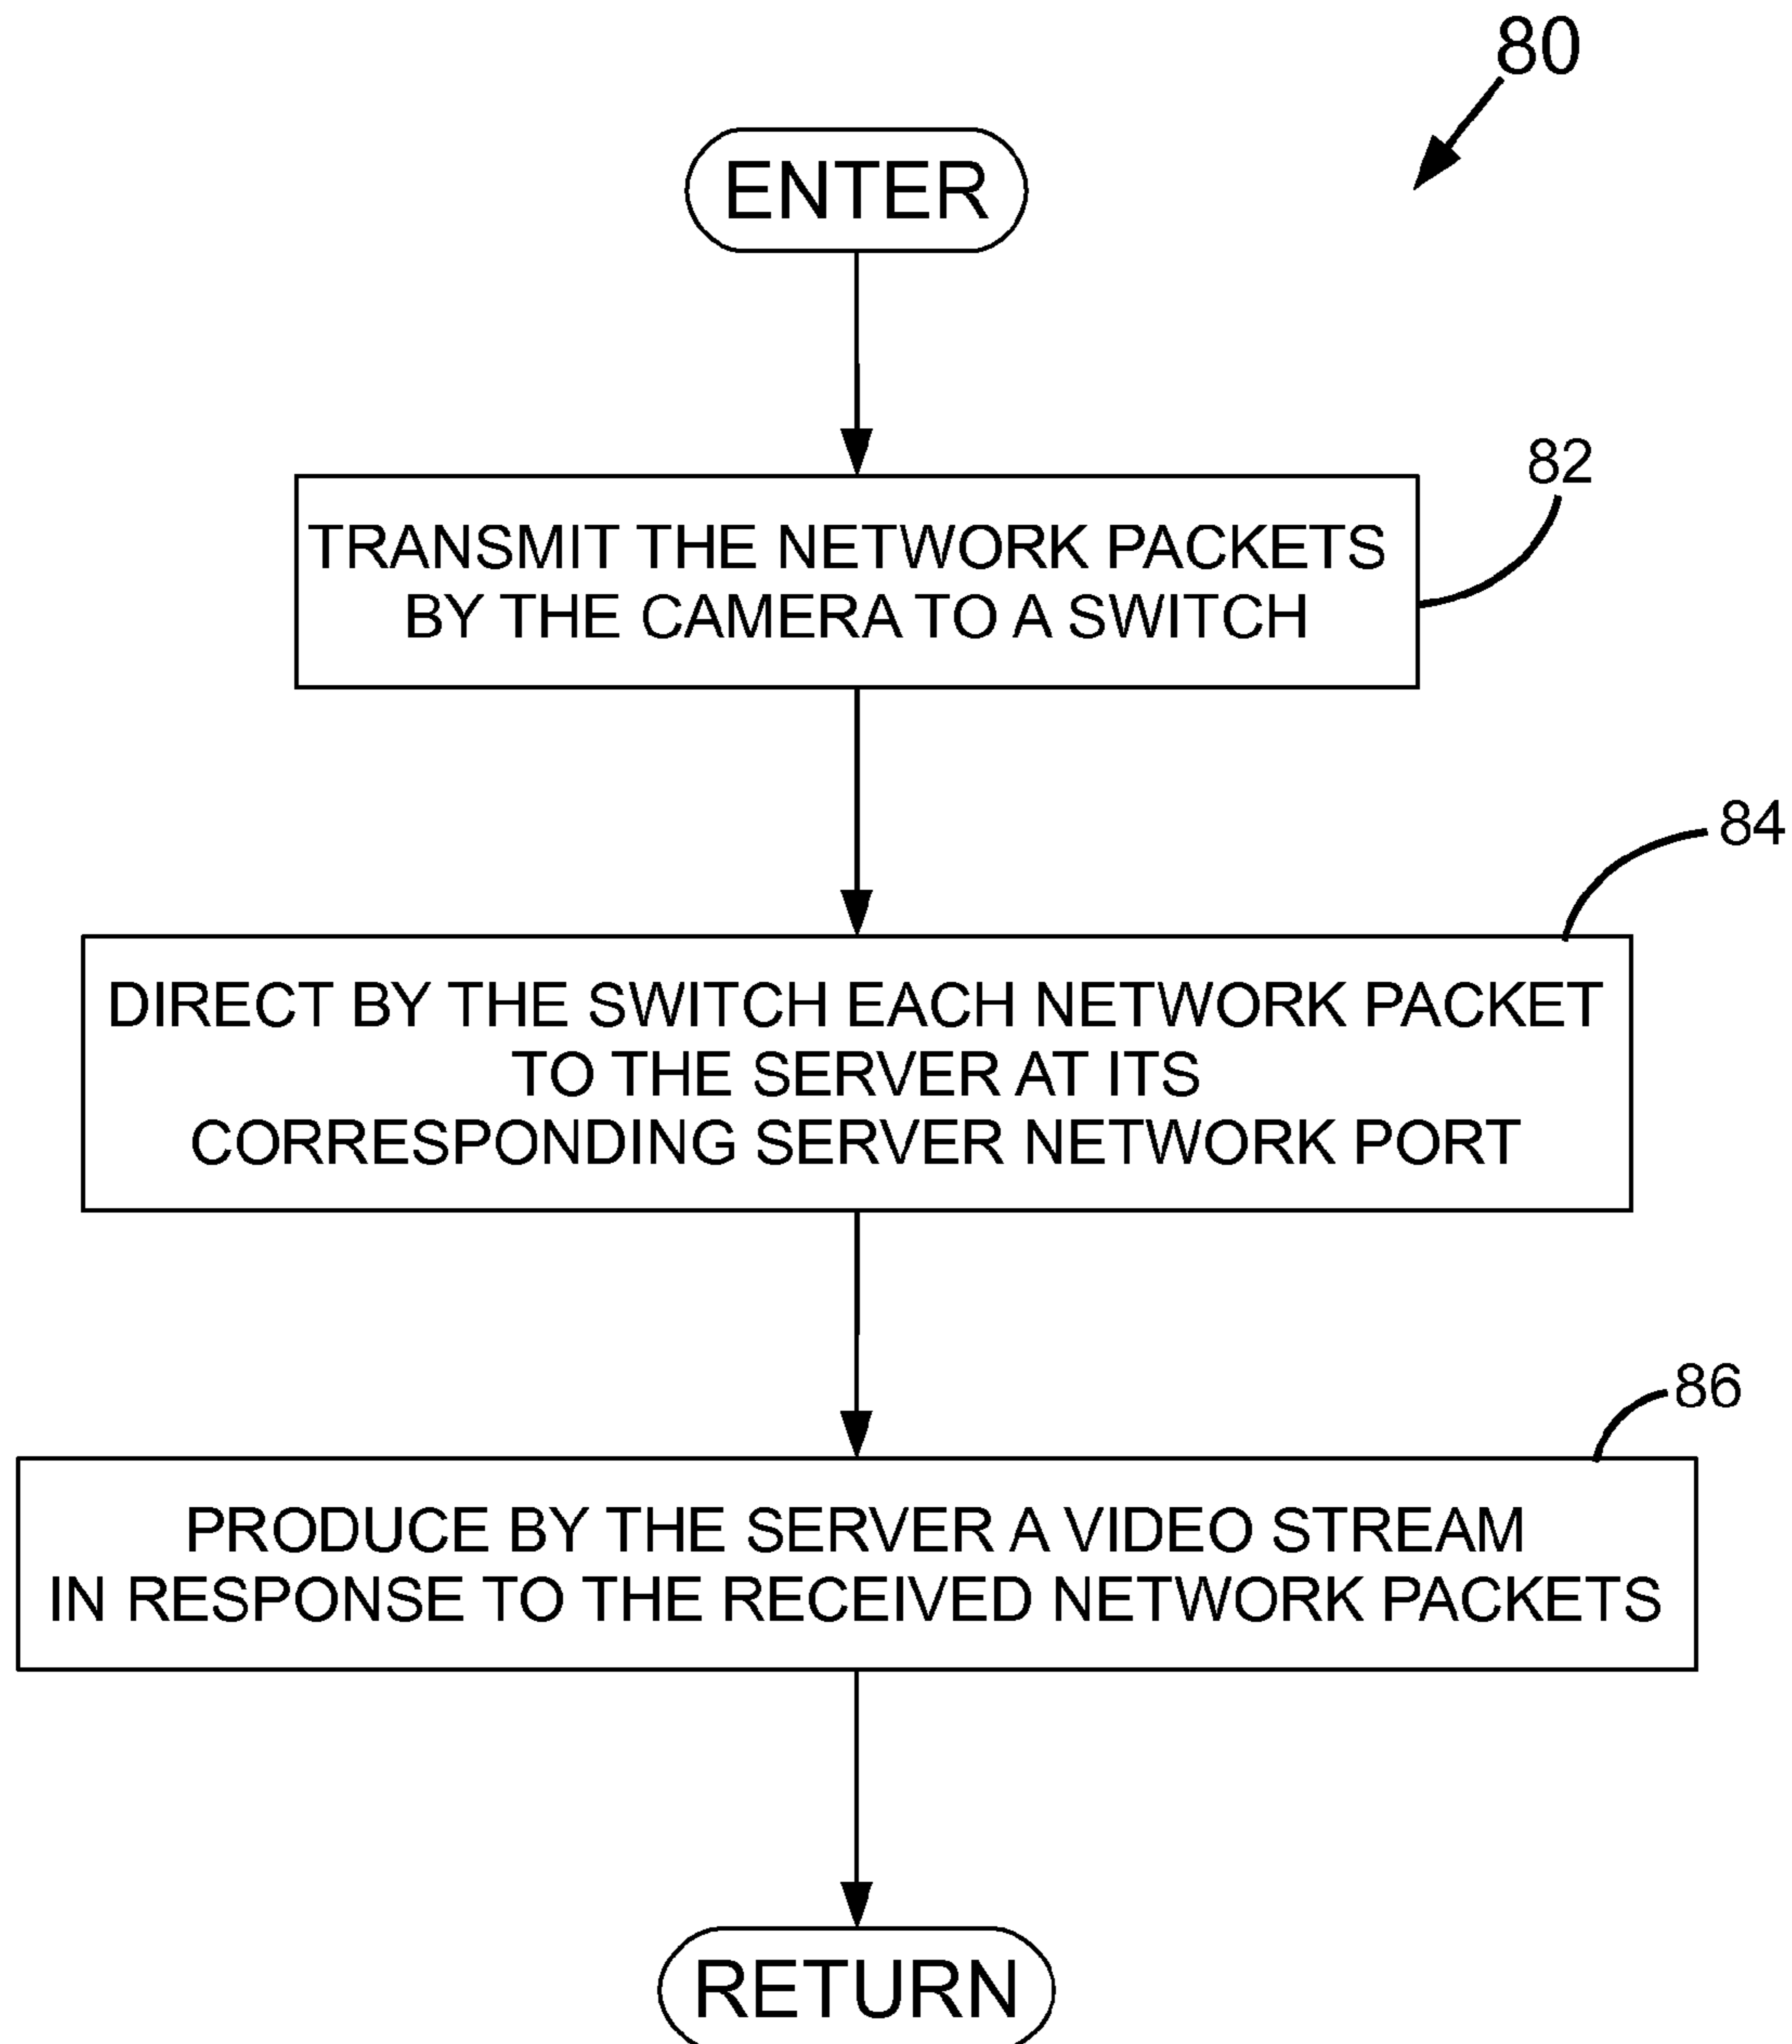 80
ENTER
82
TRANSMIT THE NETWORK PACKETS
BY THE CAMERA TO A SWITCH
84
DIRECT BY THE SWITCH EACH NETWORK PACKET
TO THE SERVER AT ITS
CORRESPONDING SERVER NETWORK PORT
86
PRODUCE BY THE SERVER A VIDEO STREAM
IN RESPONSE TO THE RECEIVED NETWORK PACKETS
RETURN